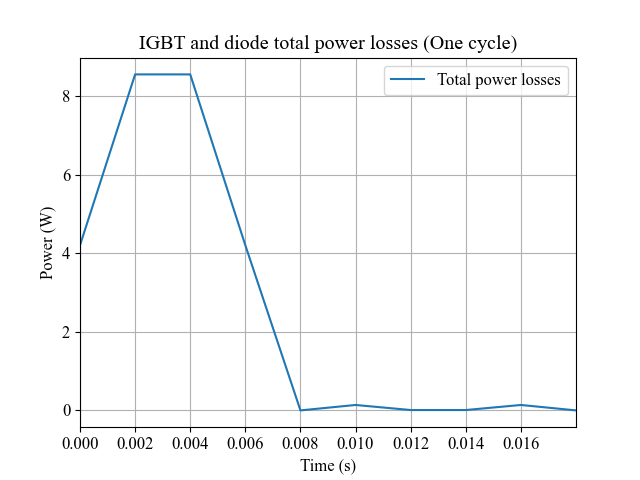 IGBT and diode total power losses (One cycle)
Total power losses
Power (W)
8
6
4
2
0
0.000 0.002 0.004 0.006 0.008 0.010 0.012 0.014 0.016
Time (s)